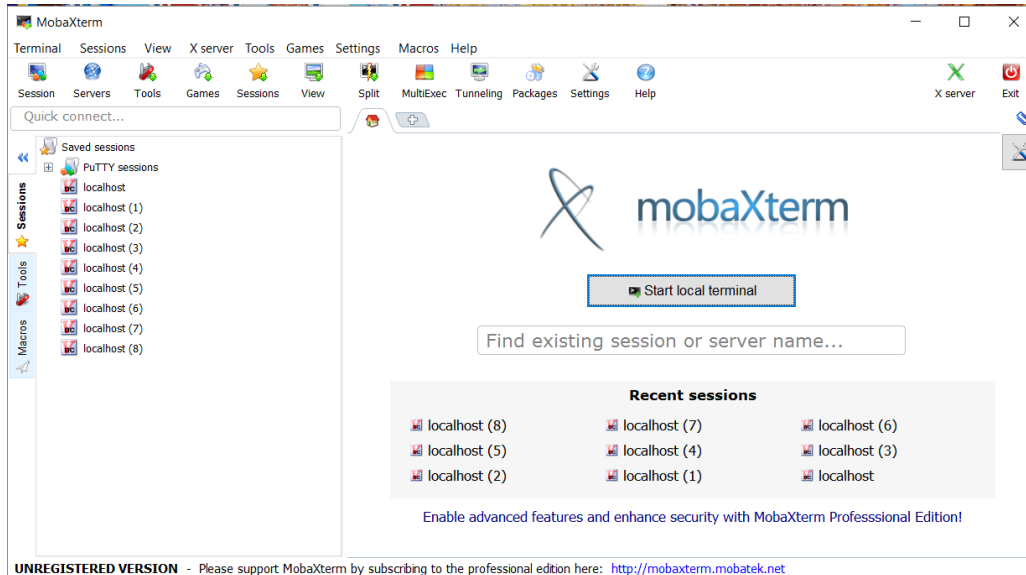 MobaXterm
Terminal Sessions View X server Tools Games Settings Macros Help
Session Servers Tools Games Sessions View Split MultiExec Tunneling Packages Settings Help X server Exit
Quick connect...
Saved sessions
PuTTY sessions
localhost
localhost (1)
localhost (2)
localhost (3)
localhost (4)
localhost (5)
localhost (6)
localhost (7)
localhost (8)
Sessions
Tools
Macros
mobaXterm
Start local terminal
Find existing session or server name...
Recent sessions
localhost (8) localhost (7) localhost (6)
localhost (5) localhost (4) localhost (3)
localhost (2) localhost (1) localhost
Enable advanced features and enhance security with MobaXterm Professsional Edition!
UNREGISTERED VERSION - Please support MobaXterm by subscribing to the professional edition here: http://mobaxterm.mobatek.net